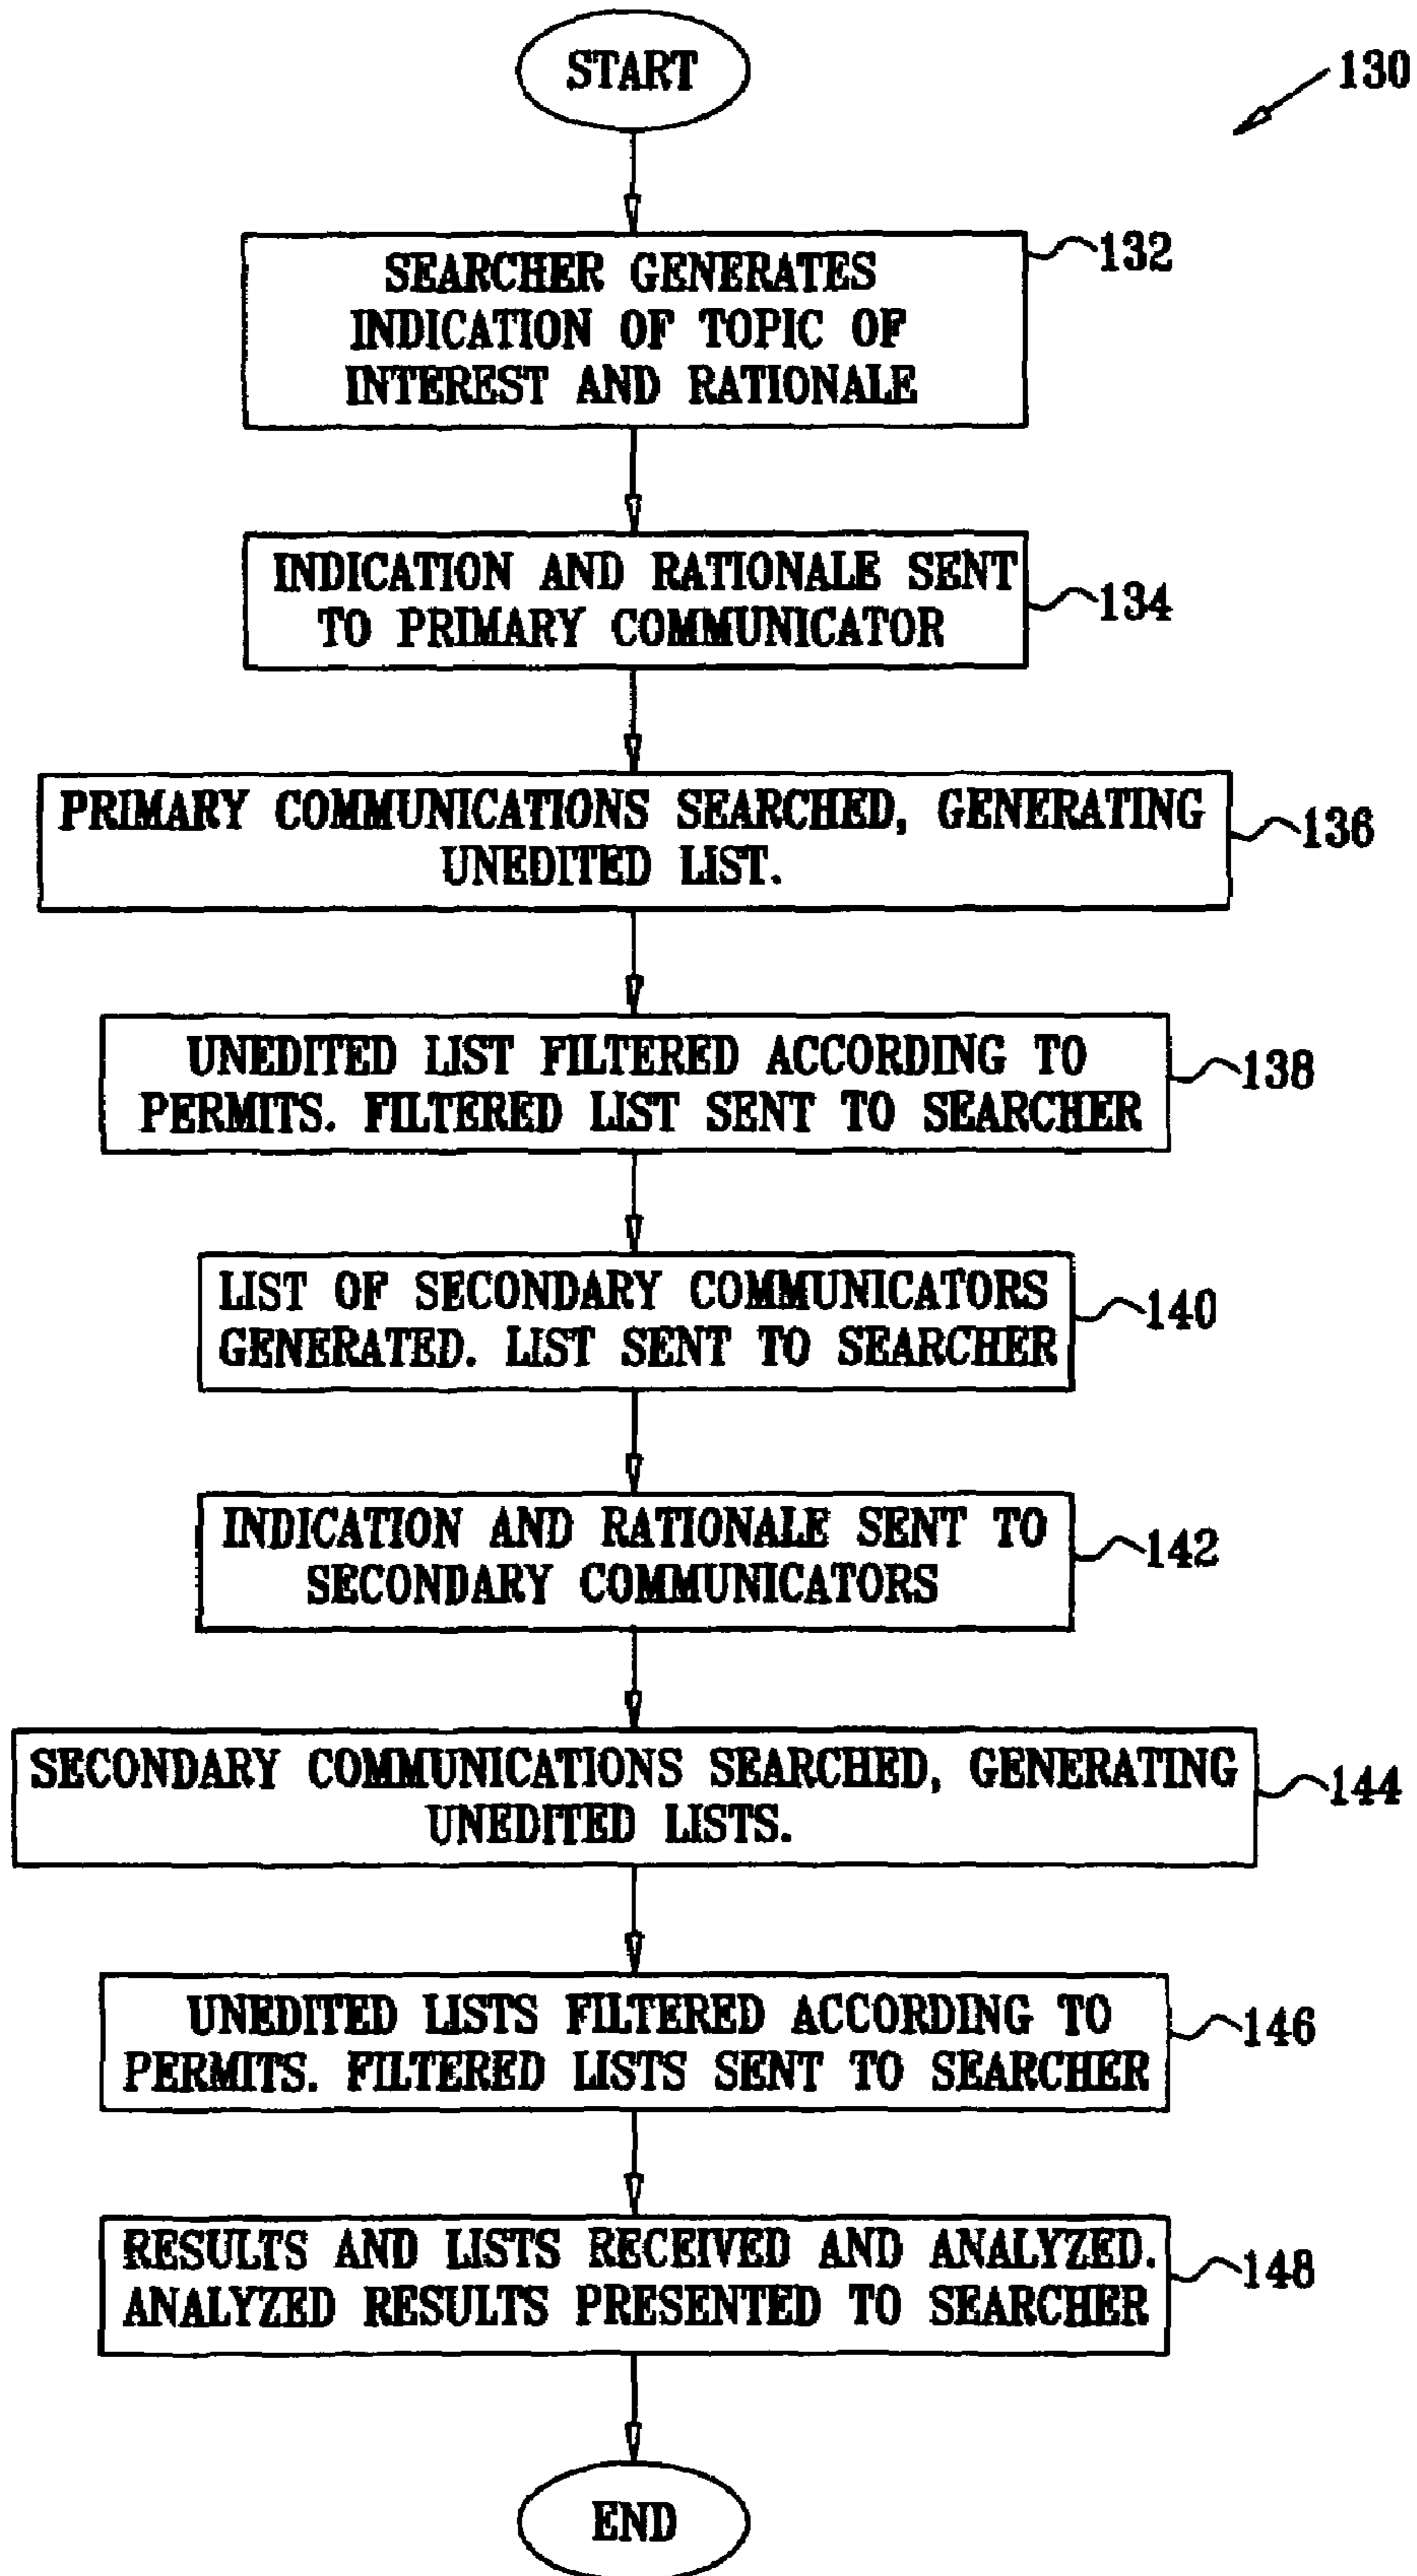 START
130
SEARCHER GENERATES
INDICATION OF TOPIC OF
INTEREST AND RATIONALE
132
INDICATION AND RATIONALE SENT
TO PRIMARY COMMUNICATOR
134
PRIMARY COMMUNICATIONS SEARCHED, GENERATING
UNEDITED LIST.
136
UNEDITED LIST FILTERED ACCORDING TO
PERMITS. FILTERED LIST SENT TO SEARCHER
138
LIST OF SECONDARY COMMUNICATORS
GENERATED. LIST SENT TO SEARCHER
140
INDICATION AND RATIONALE SENT TO
SECONDARY COMMUNICATORS
142
SECONDARY COMMUNICATIONS SEARCHED, GENERATING
UNEDITED LISTS.
144
UNEDITED LISTS FILTERED ACCORDING TO
PERMITS. FILTERED LISTS SENT TO SEARCHER
146
RESULTS AND LISTS RECEIVED AND ANALYZED.
ANALYZED RESULTS PRESENTED TO SEARCHER
148
END